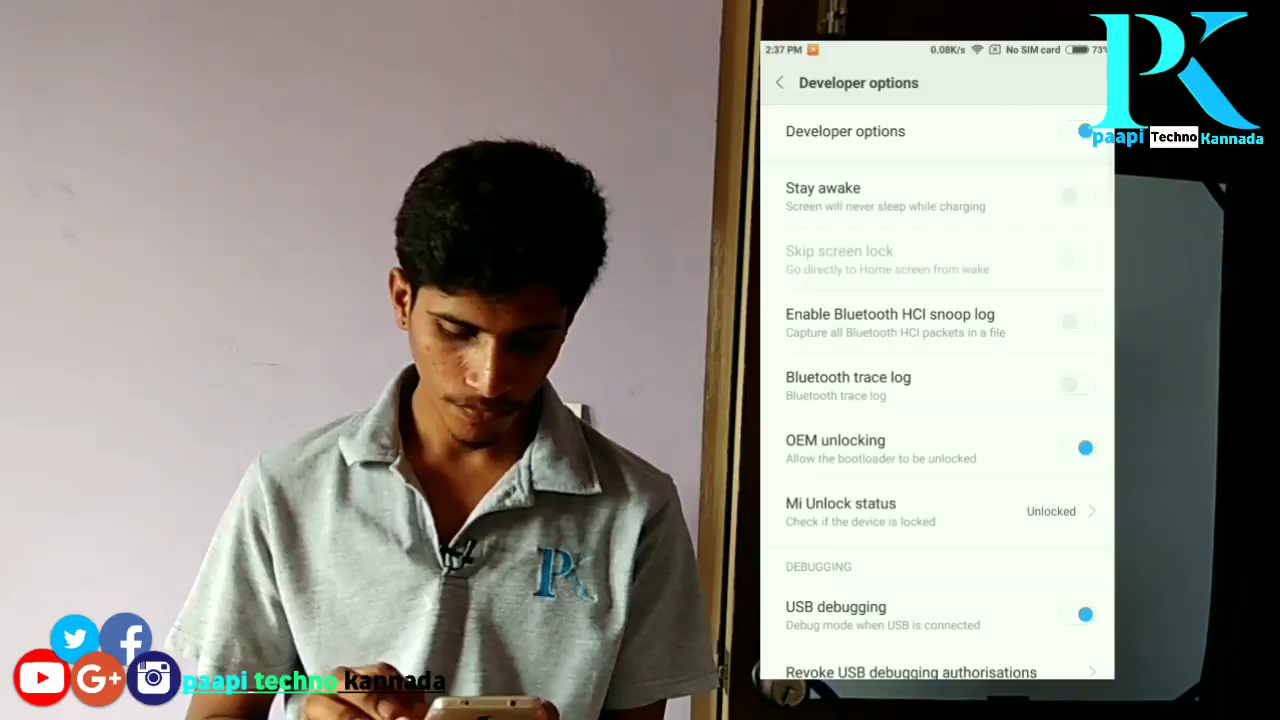 2:37 PM
0.08K/s
No SIM card
73%
Developer options
Developer options
Stay awake
Screen will never sleep while charging
Skip screen lock
Go directly to Home screen from wake
Enable Bluetooth HCI snoop log
Capture all Bluetooth HCI packets in a file
Bluetooth trace log
Bluetooth trace log
OEM unlocking
Allow the bootloader to be unlocked
Mi Unlock status
Unlocked
Check if the device is locked
DEBUGGING
USB debugging
Debug mode when USB is connected
Revoke USB debugging authorisations
PK
paapi Techno Kannada
PK
paapi techno kannada